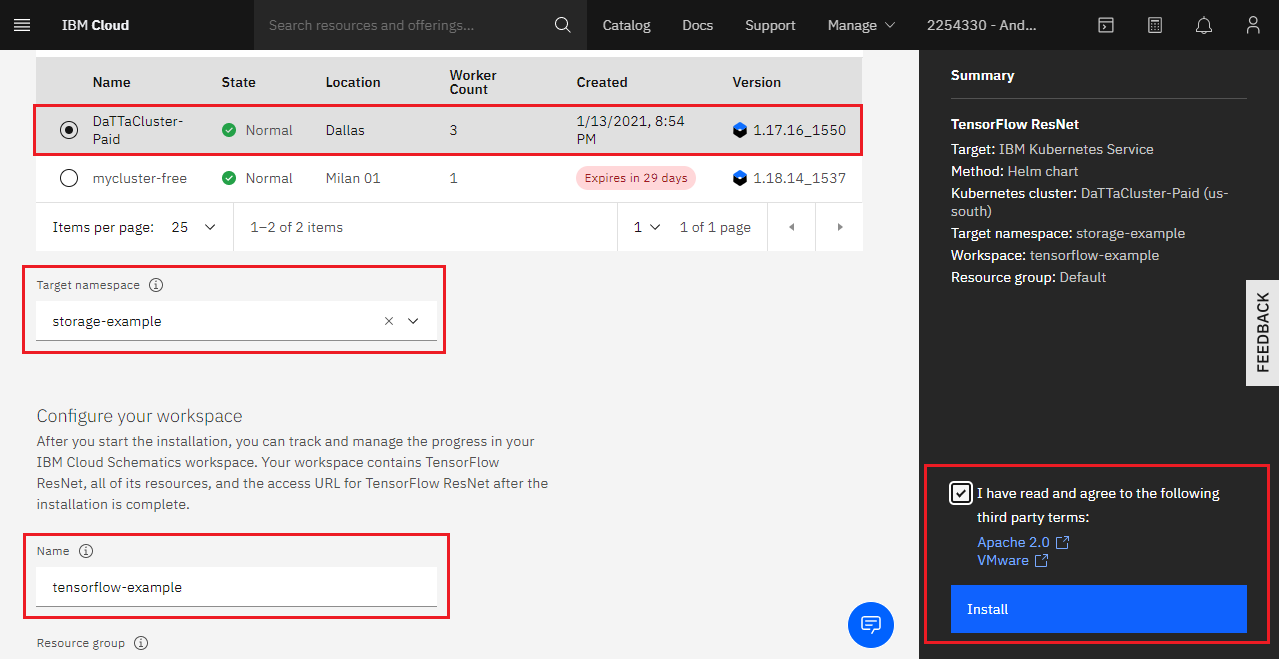 IBM Cloud
Search resources and offerings...
Catalog
Docs
Support
Manage
2254330 - And...
Name State Location Worker Count Created Version
DaTTaCluster-
Paid
Normal
Dallas
3
1/13/2021, 8:54
PM
1.17.16_1550
mycluster-free
Normal
Milan 01
1
Expires in 29 days
1.18.14_1537
Items per page: 25
1–2 of 2 items
1
1 of 1 page
Target namespace
storage-example
Configure your workspace
After you start the installation, you can track and manage the progress in your
IBM Cloud Schematics workspace. Your workspace contains TensorFlow
ResNet, all of its resources, and the access URL for TensorFlow ResNet after the
installation is complete.
Name
tensorflow-example
Resource group
Summary
TensorFlow ResNet
Target: IBM Kubernetes Service
Method: Helm chart
Kubernetes cluster: DaTTaCluster-Paid (us-
south)
Target namespace: storage-example
Workspace: tensorflow-example
Resource group: Default
FEEDBACK
I have read and agree to the following
third party terms:
Apache 2.0
VMware
Install